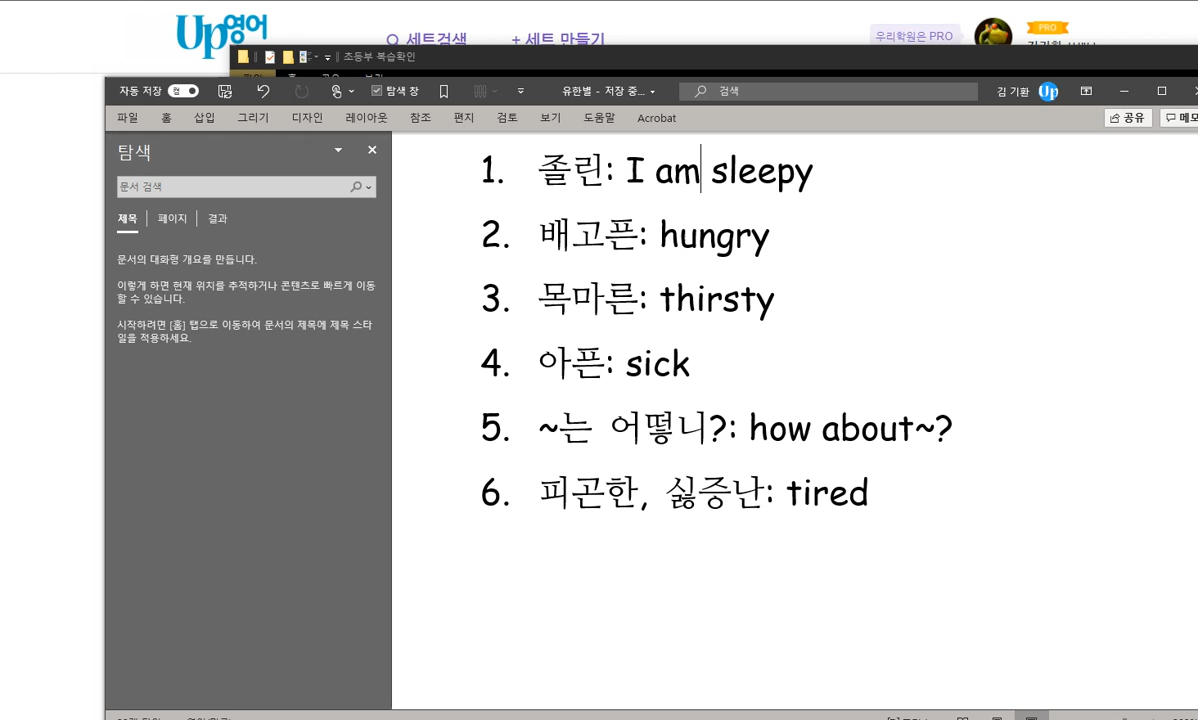 Up영어
세트검색
+ 세트 만들기
우리학원은 PRO
PRO
초등부 복습확인
자동 저장
탐색 창
유한별 - 저장 중...
검색
김 기환
Up
파일
홈
삽입
그리기
디자인
레이아웃
참조
편지
검토
보기
도움말
Acrobat
공유
메모
탐색
문서 검색
제목
페이지
결과
문서의 대화형 개요를 만듭니다.
이렇게 하면 현재 위치를 추적하거나 콘텐츠로 빠르게 이동
할 수 있습니다.
시작하려면 [홈] 탭으로 이동하여 문서의 제목에 제목 스타
일을 적용하세요.
1. 졸린: I am sleepy
2. 배고픈: hungry
3. 목마른: thirsty
4. 아픈: sick
5. ~는 어떻니?: how about~?
6. 피곤한, 싫증난: tired